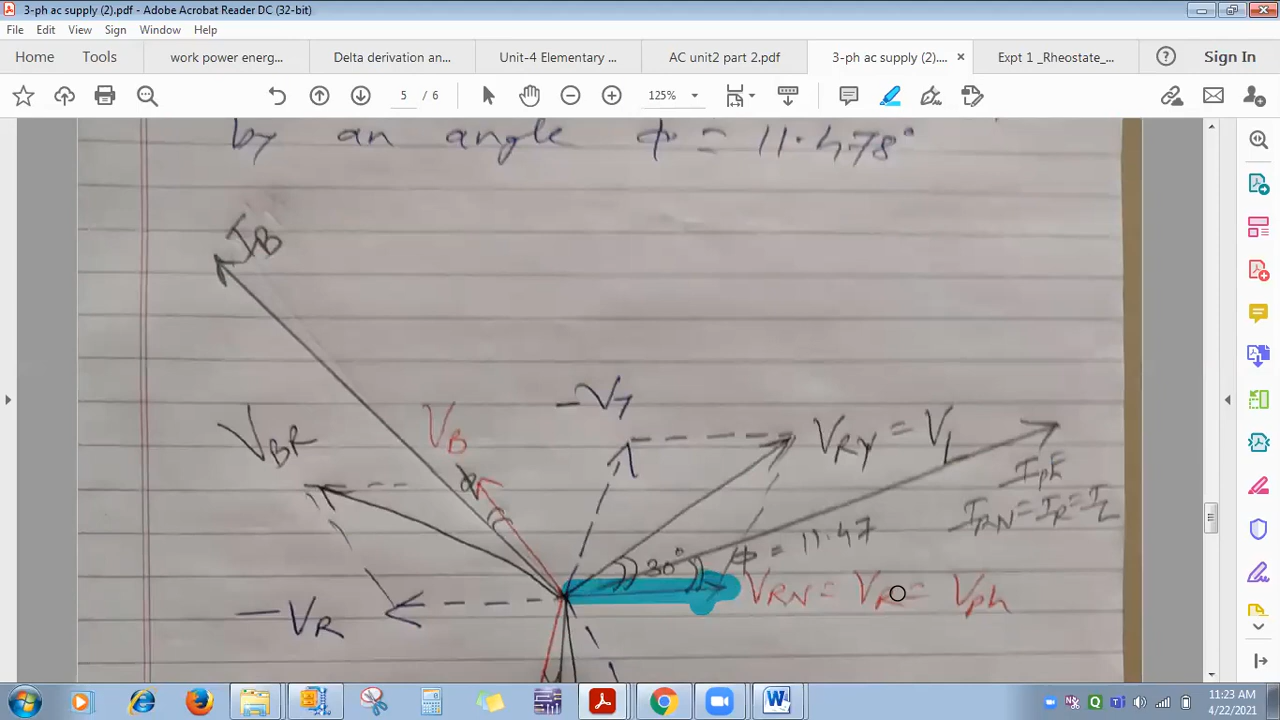 3-ph ac supply (2).pdf - Adobe Acrobat Reader DC (32-bit)
File Edit View Sign Window Help
Home Tools work power energ... Delta derivation an... Unit-4 Elementary ... AC unit2 part 2.pdf 3-ph ac supply (2).... × Expt 1 _Rheostate_... Sign In
5 / 6 125%
by an angle ϕ = 11.478°
IB
-Vy
VBR
VB
VRY = VL
Iph
IRN = IR = IL
30°
ϕ = 11.47
-VR
VRN = VR = Vph
11:23 AM
4/22/2021